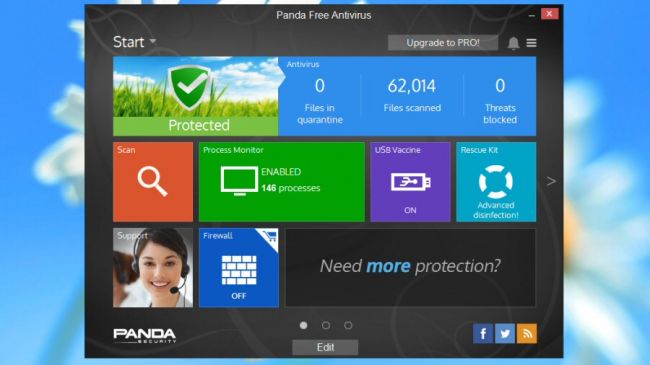 Panda Free Antivirus
Start
Upgrade to PRO!
Antivirus
0
62,014
0
Files in
quarantine
Files scanned
Threats
blocked
Protected
Scan
Process Monitor
ENABLED
146 processes
USB Vaccine
ON
Rescue Kit
Advanced
disinfection!
Support
Firewall
OFF
Need more protection?
PANDA
SECURITY
Edit